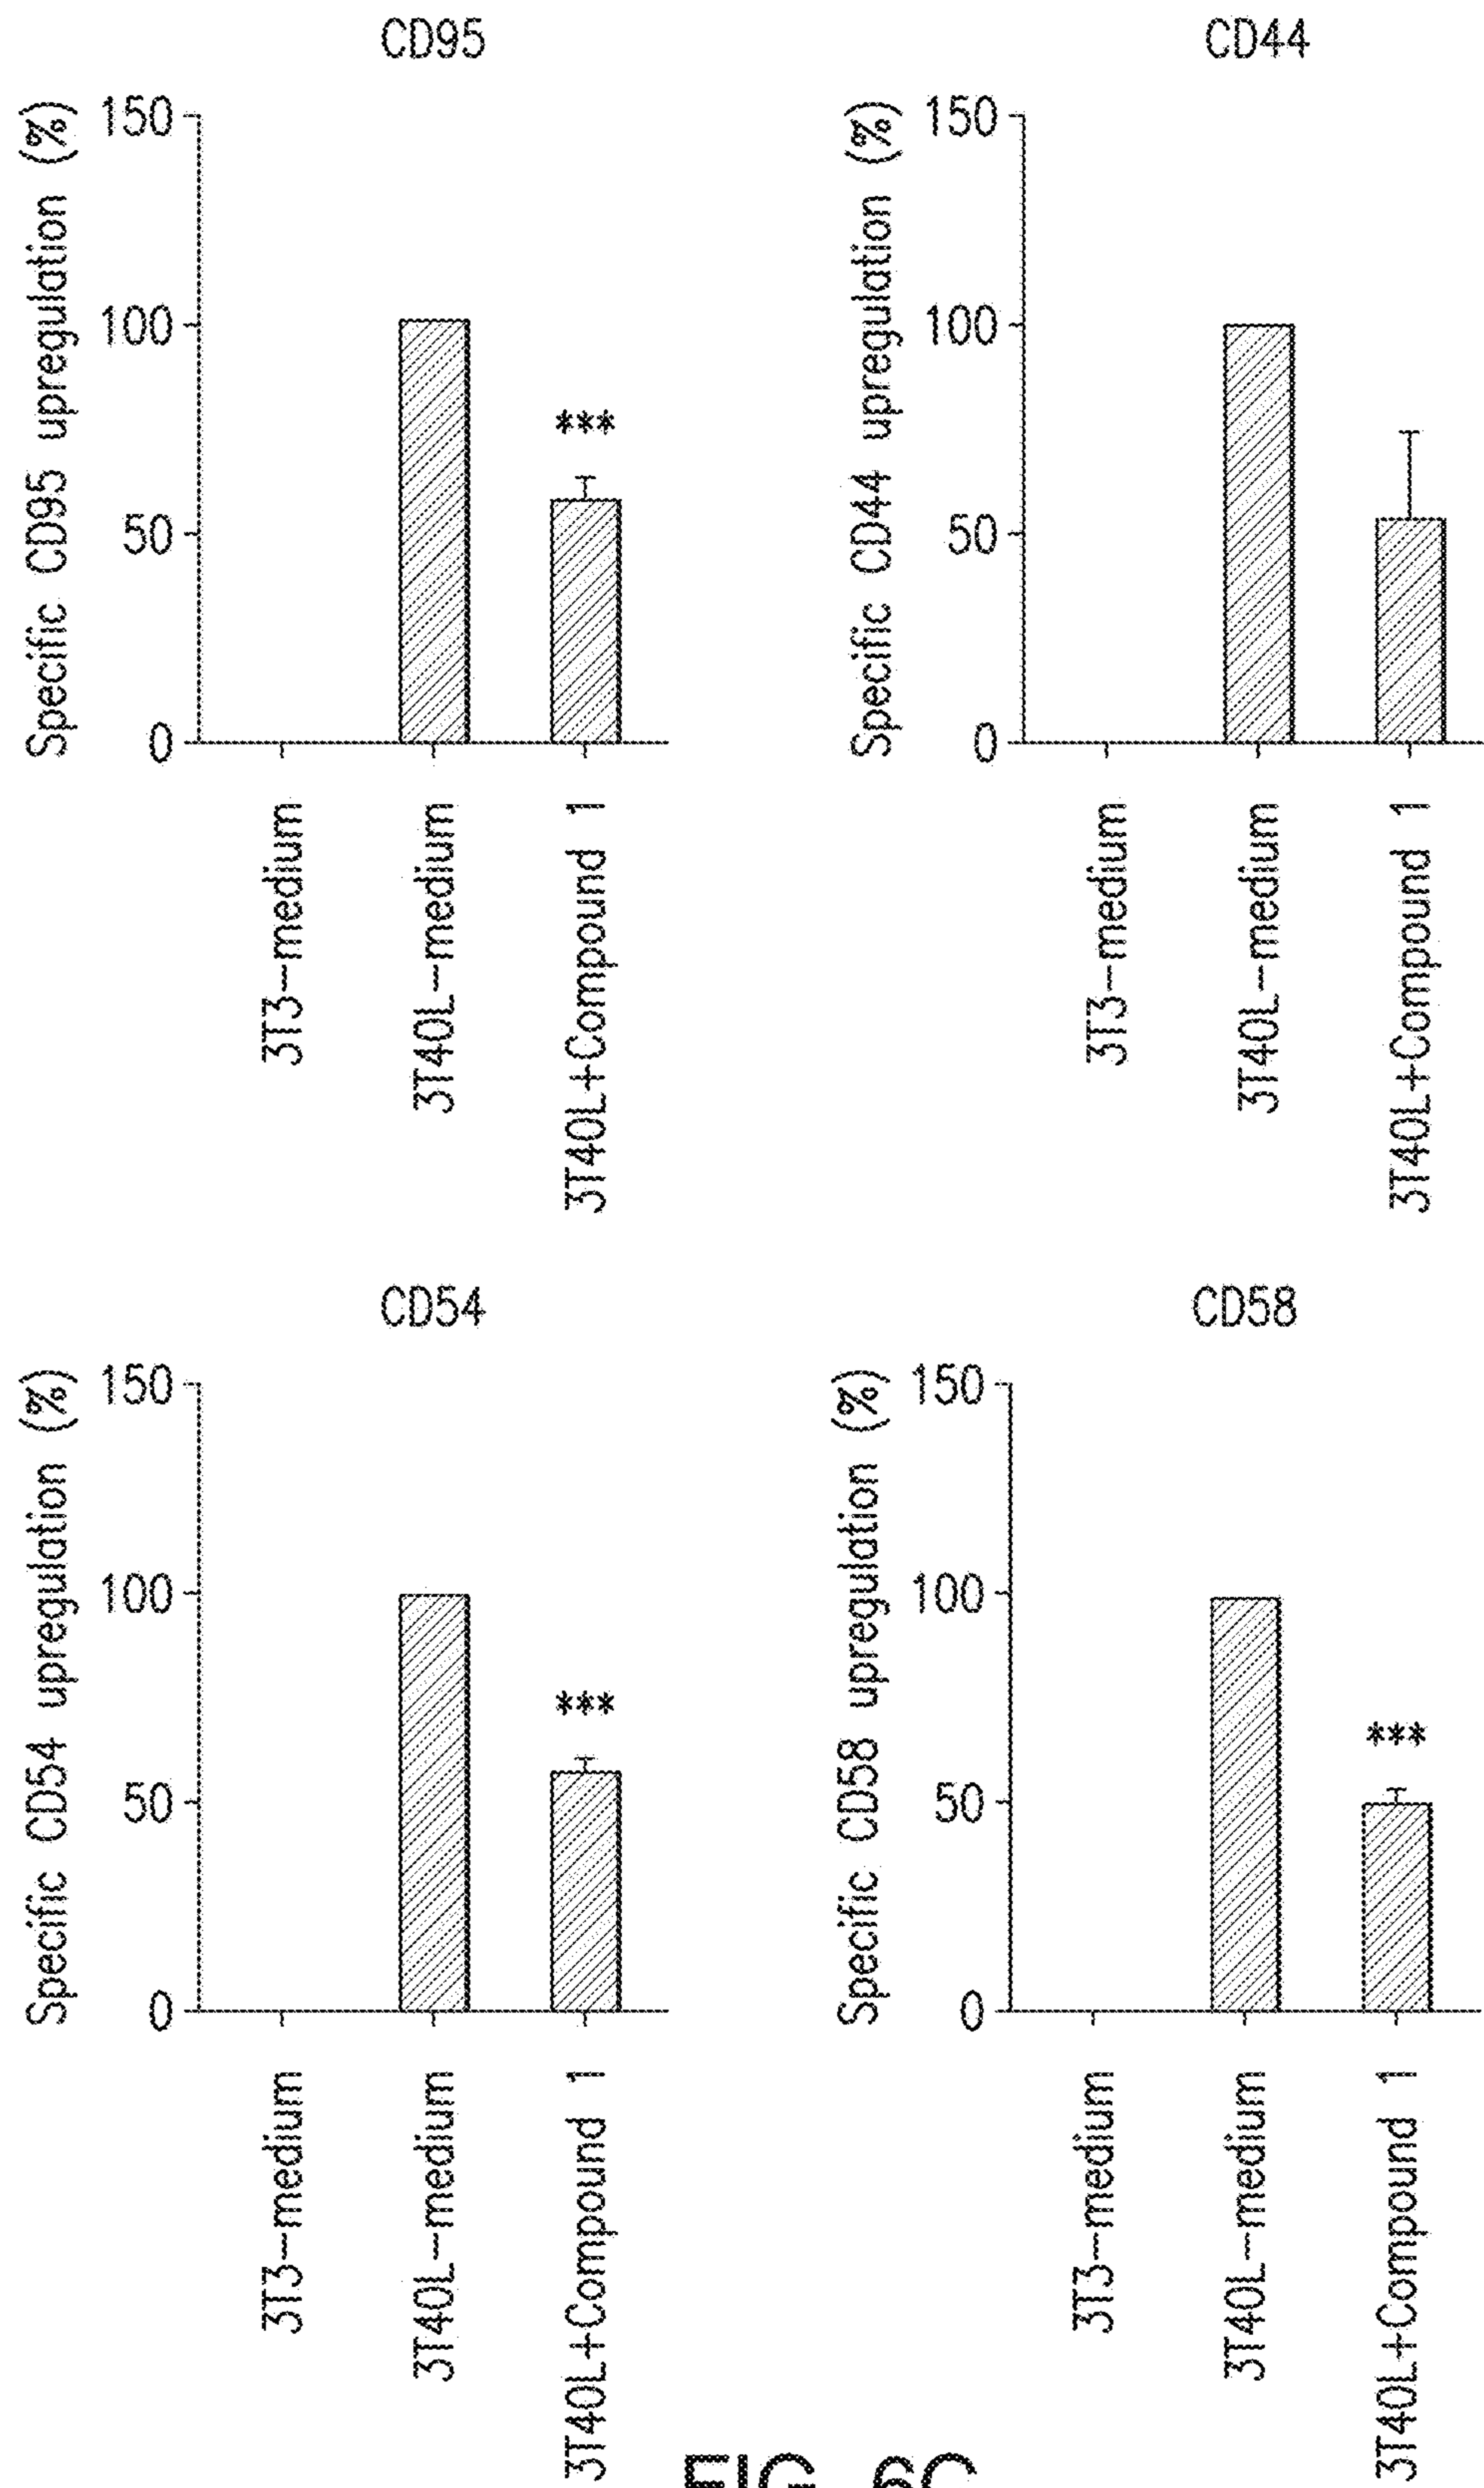 CD95
Specific CD95 upregulation (%)
150
100
50
0
***
3T3-medium
3T40L-medium
3T40L+Compound 1
CD44
Specific CD44 upregulation (%)
150
100
50
0
3T3-medium
3T40L-medium
3T40L+Compound 1
CD54
Specific CD54 upregulation (%)
150
100
50
0
***
3T3-medium
3T40L-medium
3T40L+Compound 1
CD58
Specific CD58 upregulation (%)
150
100
50
0
***
3T3-medium
3T40L-medium
3T40L+Compound 1
FIG. 6C